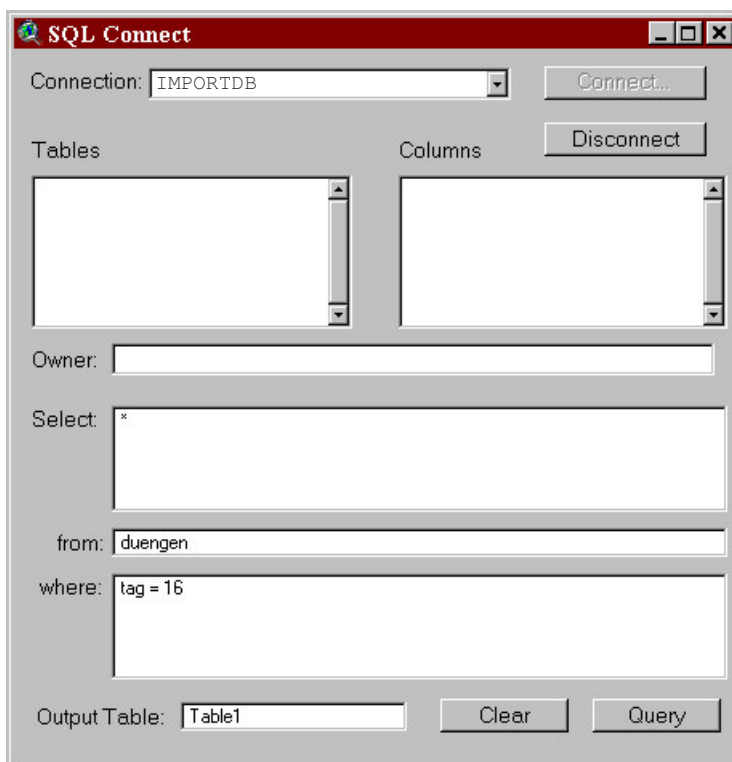 SQL Connect
Connection: IMPORTDB Connect...
Disconnect
Tables Columns
Owner:
Select: *
from: duengen
where: tag = 16
Output Table: Table1 Clear Query